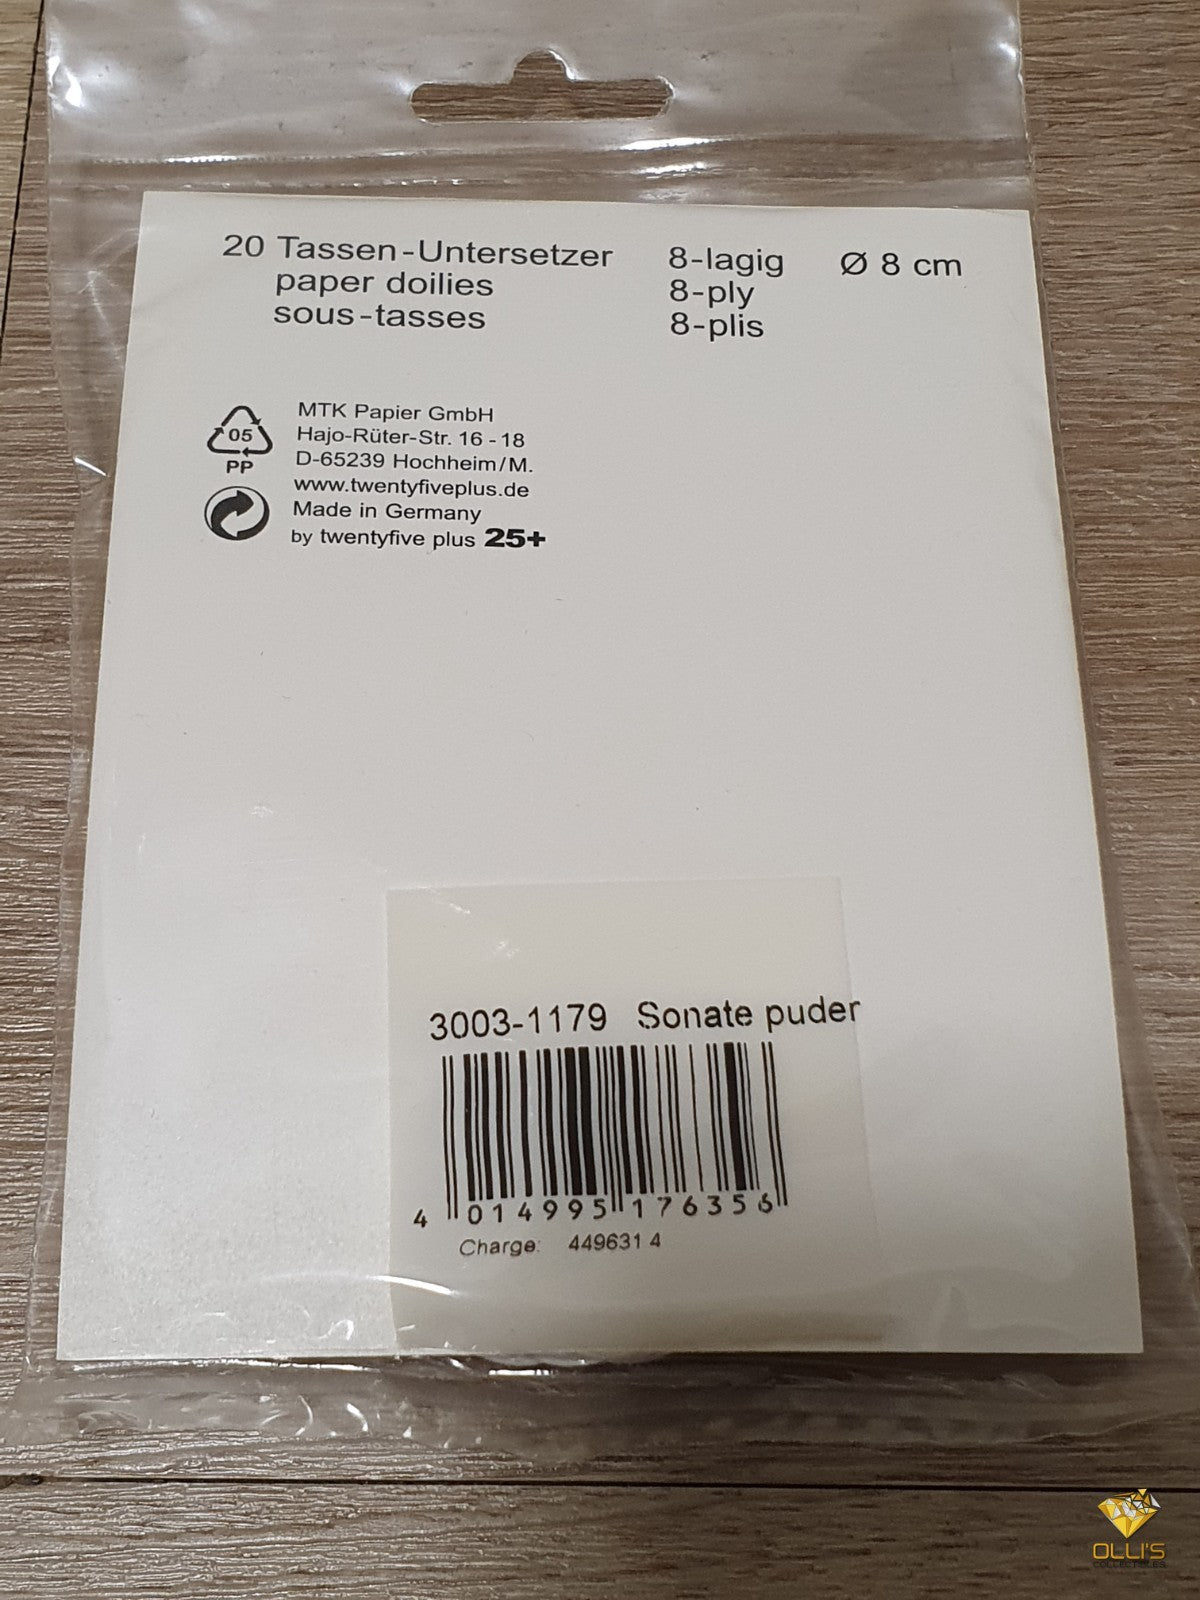 20 Tassen-Untersetzer 8-lagig Ø 8 cm
paper doilies 8-ply
sous-tasses 8-plis
05
PP
MTK Papier GmbH
Hajo-Rüter-Str. 16 - 18
D-65239 Hochheim/M.
www.twentyfiveplus.de
Made in Germany
by twentyfive plus 25+
3003-1179 Sonate puder
4 014995 176356
Charge: 449631 4
OLLI'S
COLLECTIBLES